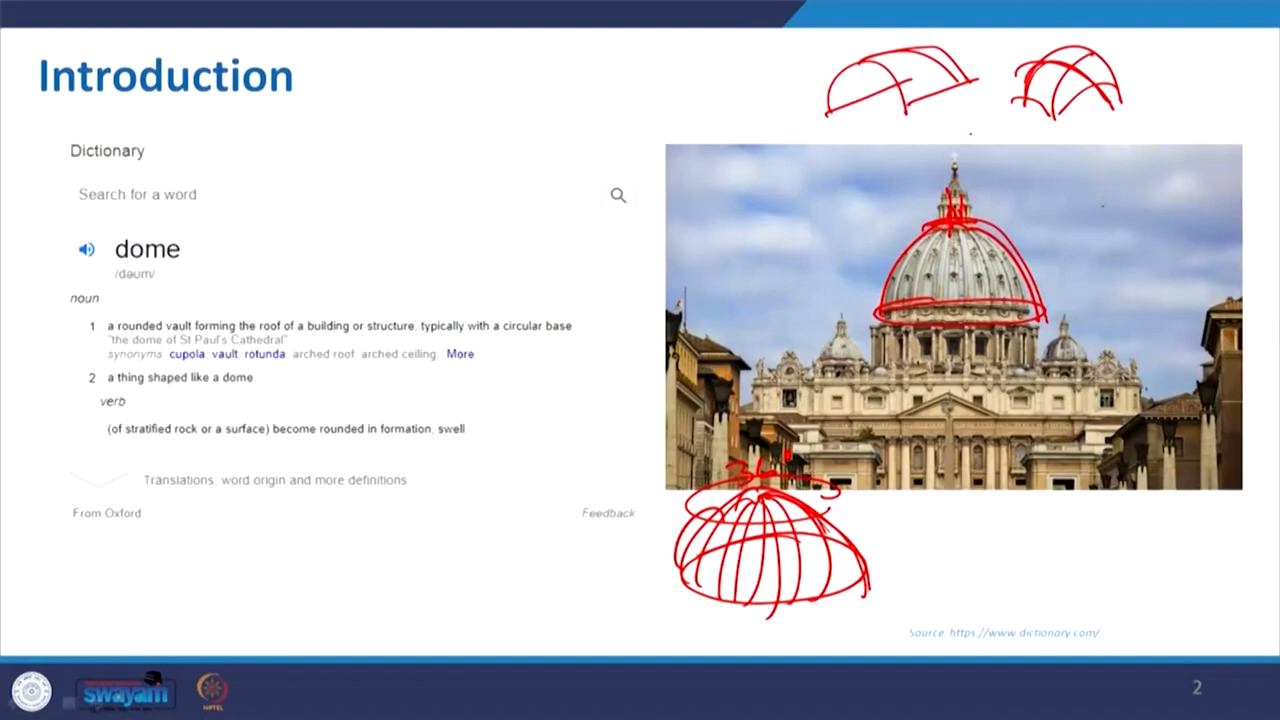 Introduction
Dictionary
Search for a word
dome
/dəʊm/
noun
1 a rounded vault forming the roof of a building or structure, typically with a circular base
"the dome of St Paul's Cathedral"
synonyms cupola, vault, rotunda arched roof, arched ceiling, More
2 a thing shaped like a dome
verb
(of stratified rock or a surface) become rounded in formation, swell
Translations, word origin and more definitions
From Oxford
Feedback
Source: https://www.dictionary.com/
swayam
NPTEL
2